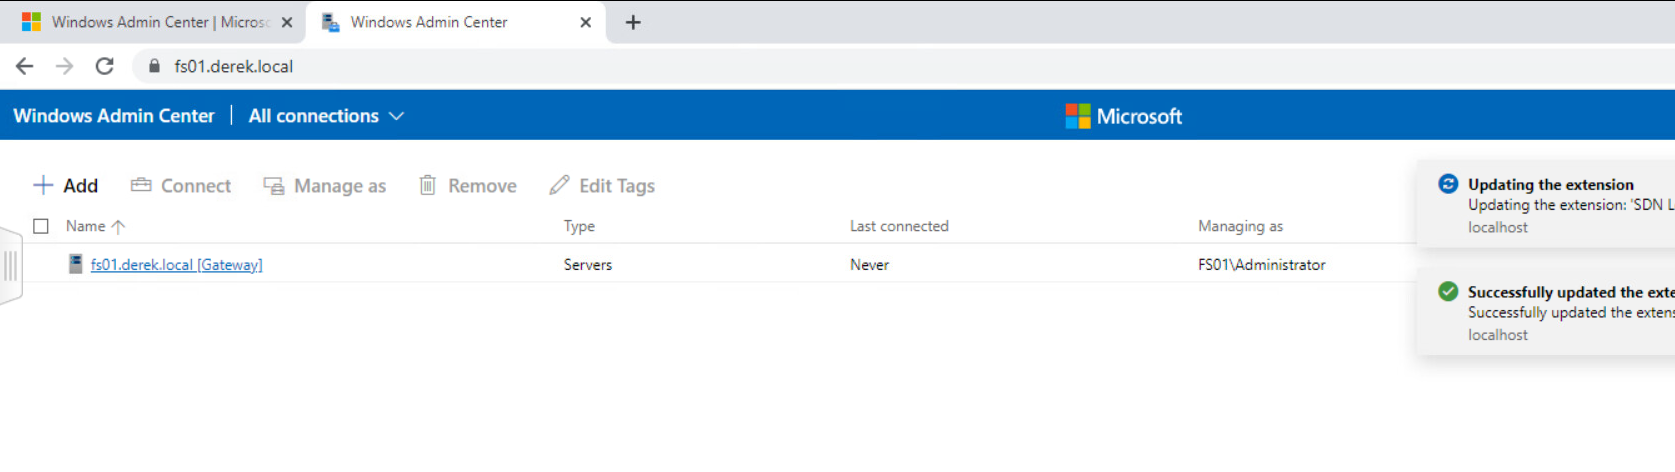 Windows Admin Center | Micros
Windows Admin Center
fs01.derek.local
Windows Admin Center | All connections
Microsoft
Add Connect Manage as Remove Edit Tags
Name Type Last connected Managing as
fs01.derek.local [Gateway] Servers Never FS01\Administrator
Updating the extension
Updating the extension: 'SDN L
localhost
Successfully updated the exte
Successfully updated the extens
localhost